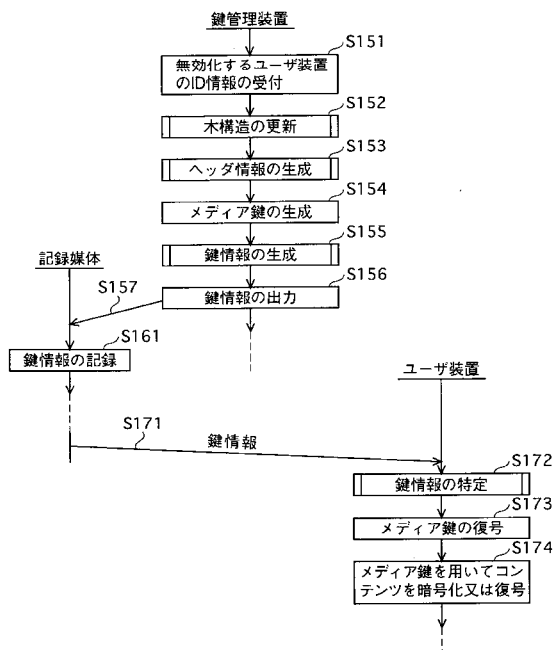 鍵管理装置
S151
無効化するユーザ装置
のID情報の受付
S152
木構造の更新
S153
ヘッダ情報の生成
S154
メディア鍵の生成
S155
鍵情報の生成
記録媒体
S156
鍵情報の出力
S157
S161
鍵情報の記録
ユーザ装置
S171
鍵情報
S172
鍵情報の特定
S173
メディア鍵の復号
S174
メディア鍵を用いてコン
テンツを暗号化又は復号